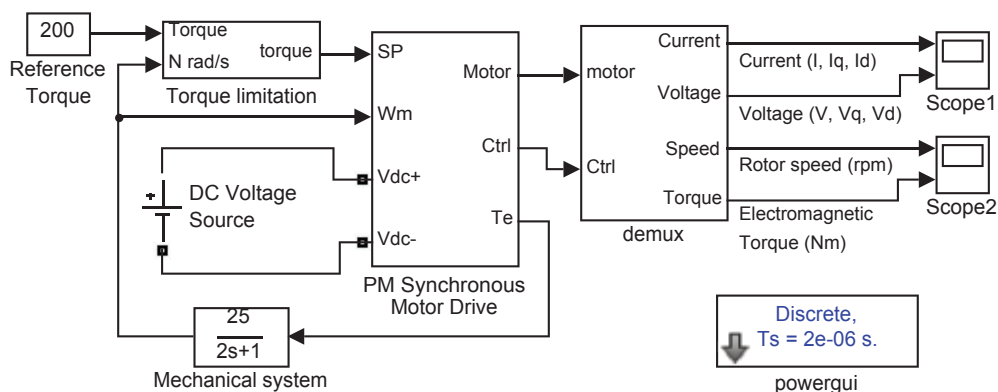 200
Reference
Torque
Torque
N rad/s
torque
Torque limitation
SP
Wm
Vdc+
Vdc-
Motor
Ctrl
Te
PM Synchronous
Motor Drive
DC Voltage
Source
+
25
2s+1
Mechanical system
motor
Ctrl
Current
Voltage
Speed
Torque
demux
Current (I, Iq, Id)
Voltage (V, Vq, Vd)
Rotor speed (rpm)
Electromagnetic
Torque (Nm)
Scope1
Scope2
Discrete,
Ts = 2e-06 s.
powergui